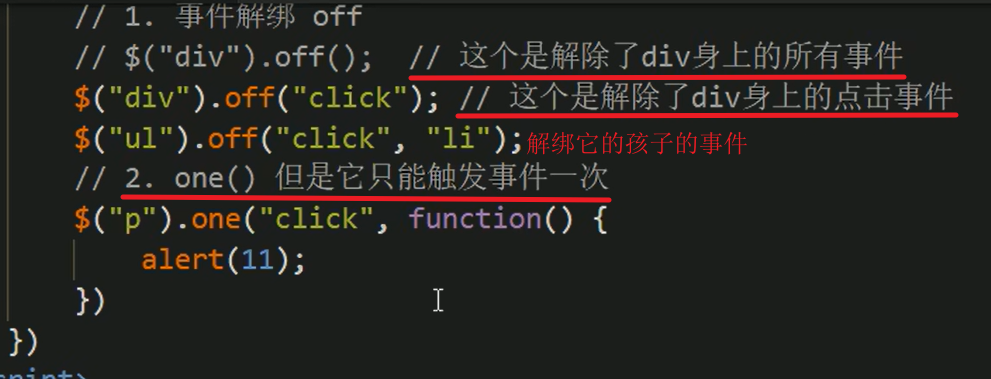 // 1. 事件解绑 off
// $("div").off();  // 这个是解除了div身上的所有事件
$("div").off("click"); // 这个是解除了div身上的点击事件
$("ul").off("click", "li");解绑它的孩子的事件
// 2. one() 但是它只能触发事件一次
$("p").one("click", function() {
alert(11);
})
})